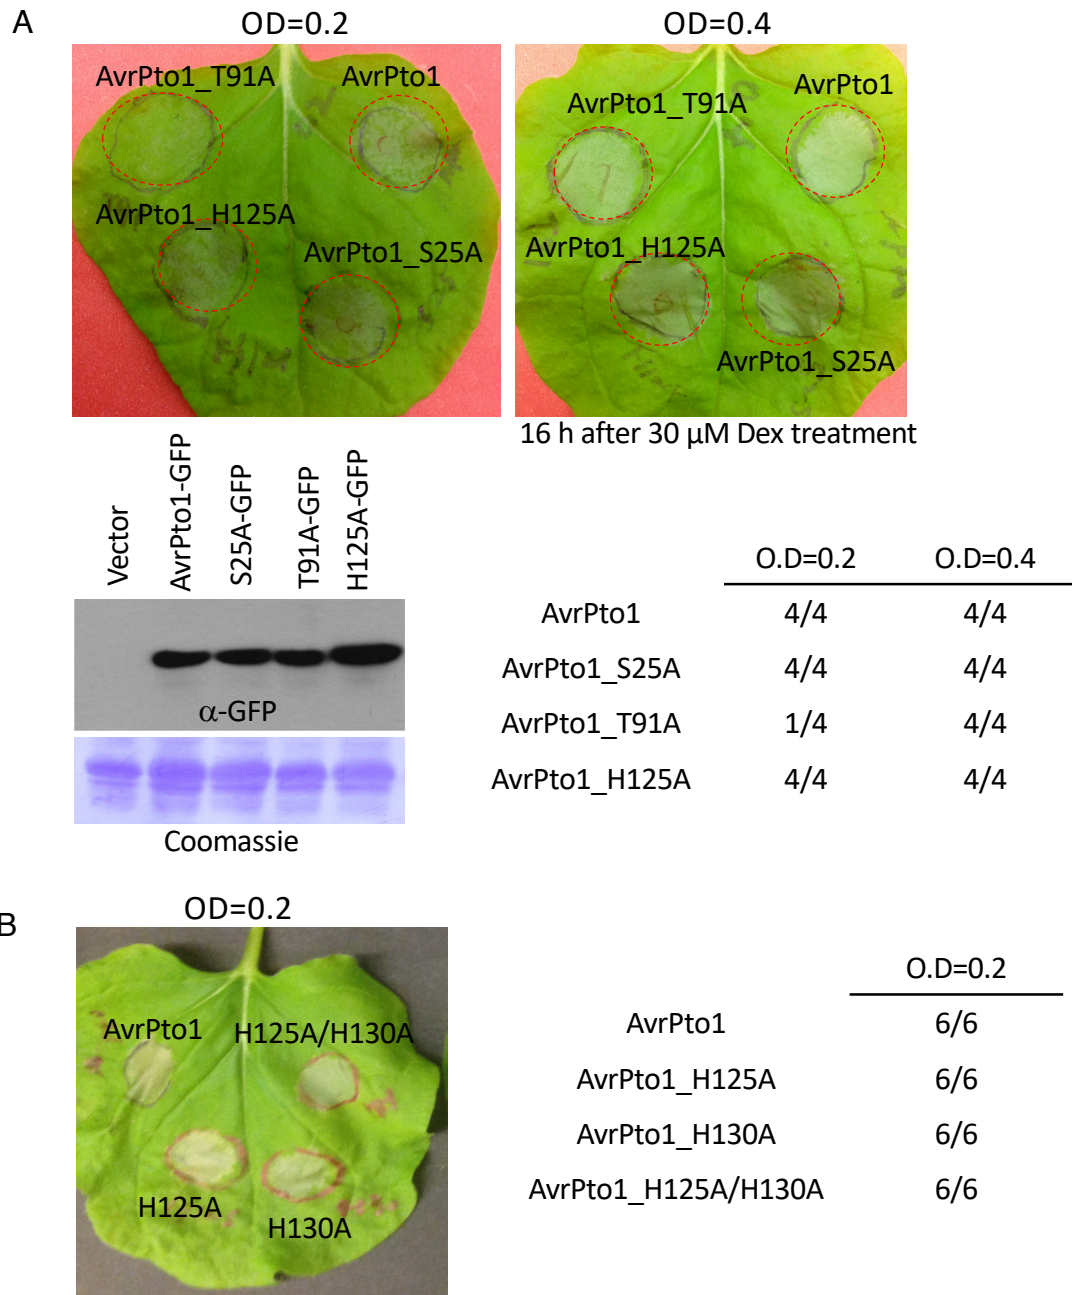 A
OD=0.2
OD=0.4
AvrPto1_T91A
AvrPto1
AvrPto1_H125A
AvrPto1_S25A
AvrPto1_T91A
AvrPto1
AvrPto1_H125A
AvrPto1_S25A
16 h after 30 μM Dex treatment
Vector
AvrPto1-GFP
S25A-GFP
T91A-GFP
H125A-GFP
α-GFP
Coomassie
O.D=0.2 O.D=0.4
AvrPto1 4/4 4/4
AvrPto1_S25A 4/4 4/4
AvrPto1_T91A 1/4 4/4
AvrPto1_H125A 4/4 4/4
B
OD=0.2
AvrPto1
H125A/H130A
H125A
H130A
O.D=0.2
AvrPto1 6/6
AvrPto1_H125A 6/6
AvrPto1_H130A 6/6
AvrPto1_H125A/H130A 6/6